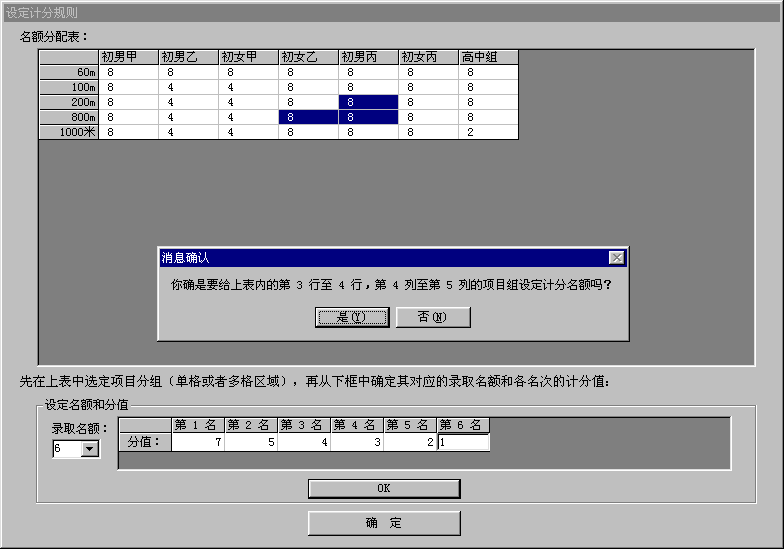 设定计分规则
名额分配表：
初男甲 初男乙 初女甲 初女乙 初男丙 初女丙 高中组
60m 8 8 8 8 8 8 8
100m 8 4 4 8 8 8 8
200m 8 4 4 8 8 8 8
800m 8 4 4 8 8 8 8
1000米 8 4 4 8 8 8 2
消息确认
你确是要给上表内的第 3 行至 4 行，第 4 列至第 5 列的项目组设定计分名额吗？
是(Y) 否(N)
先在上表中选定项目分组（单格或者多格区域），再从下框中确定其对应的录取名额和各名次的计分值：
设定名额和分值
录取名额：
6
第 1 名 第 2 名 第 3 名 第 4 名 第 5 名 第 6 名
分值： 7 5 4 3 2 1
OK
确 定